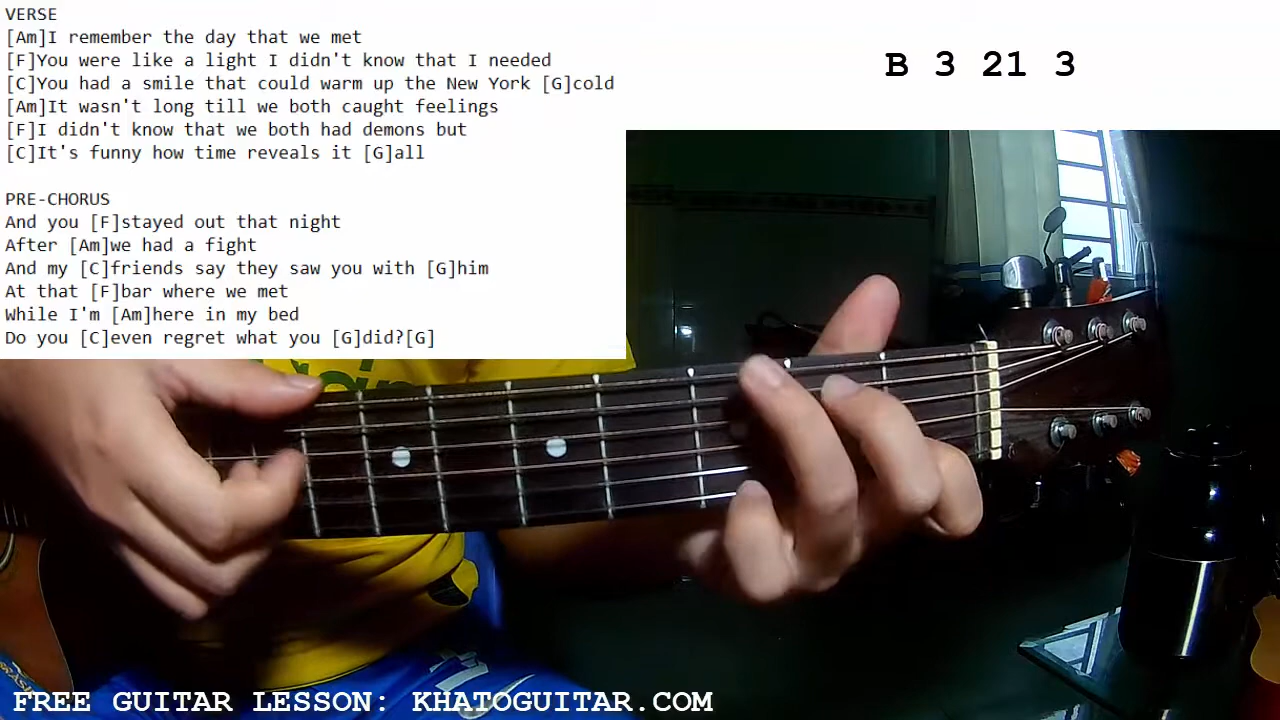 VERSE
[Am]I remember the day that we met
[F]You were like a light I didn't know that I needed
[C]You had a smile that could warm up the New York [G]cold
[Am]It wasn't long till we both caught feelings
[F]I didn't know that we both had demons but
[C]It's funny how time reveals it [G]all
PRE-CHORUS
And you [F]stayed out that night
After [Am]we had a fight
And my [C]friends say they saw you with [G]him
At that [F]bar where we met
While I'm [Am]here in my bed
Do you [C]even regret what you [G]did?[G]
B 3 21 3
FREE GUITAR LESSON: KHATOGUITAR.COM